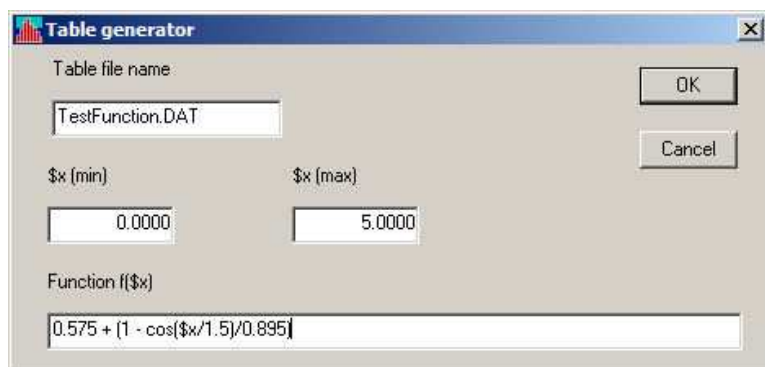 Table generator
Table file name
OK
TestFunction.DAT
Cancel
$x (min) $x (max)
0.0000 5.0000
Function f($x)
0.575 + (1 - cos($x/1.5)/0.895)